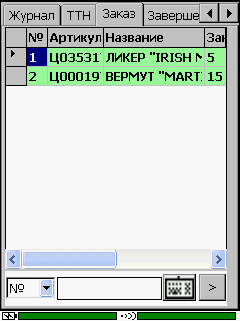 Журнал ТТН Заказ Заверше
№ Артикул Название Зак
1 Ц03531 ЛИКЕР "IRISH M 5
2 Ц00019 ВЕРМУТ "MART 15
№ >